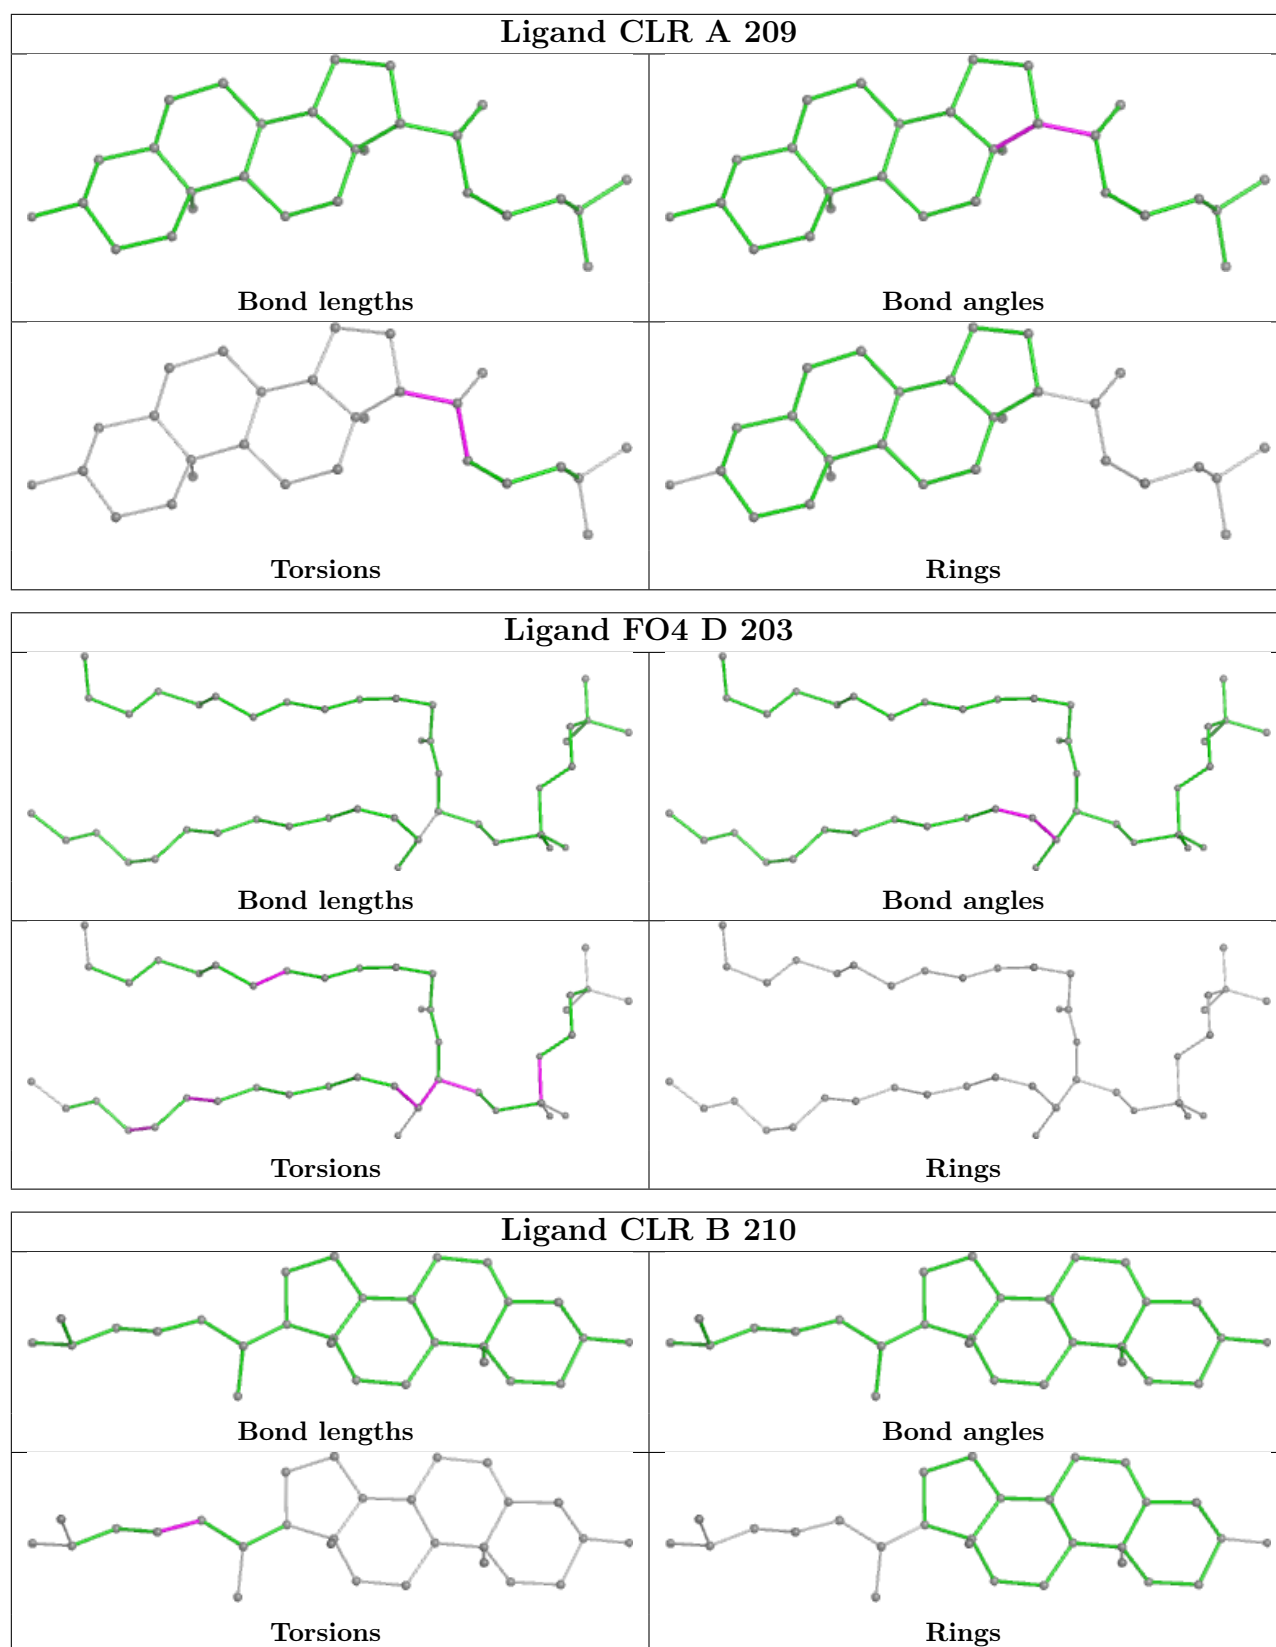 Ligand CLR A 209
Bond lengths
Bond angles
Torsions
Rings
Ligand FO4 D 203
Bond lengths
Bond angles
Torsions
Rings
Ligand CLR B 210
Bond lengths
Bond angles
Torsions
Rings